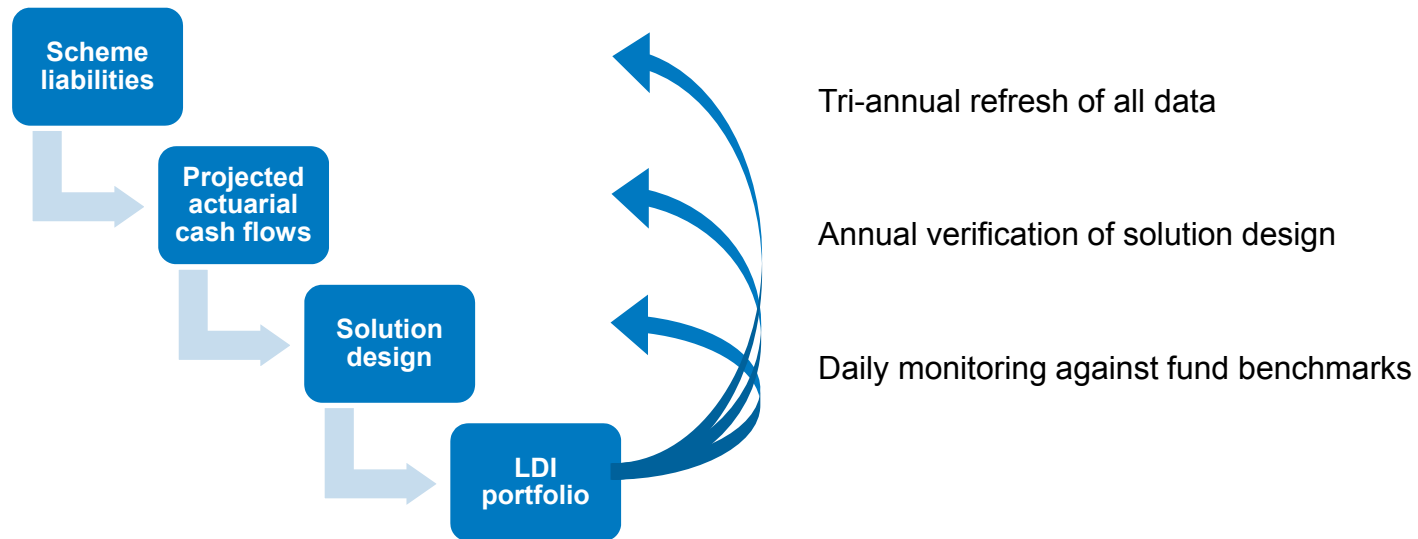 Scheme
liabilities
Tri-annual refresh of all data
Projected
actuarial
cash flows
Annual verification of solution design
Solution
design
Daily monitoring against fund benchmarks
LDI
portfolio